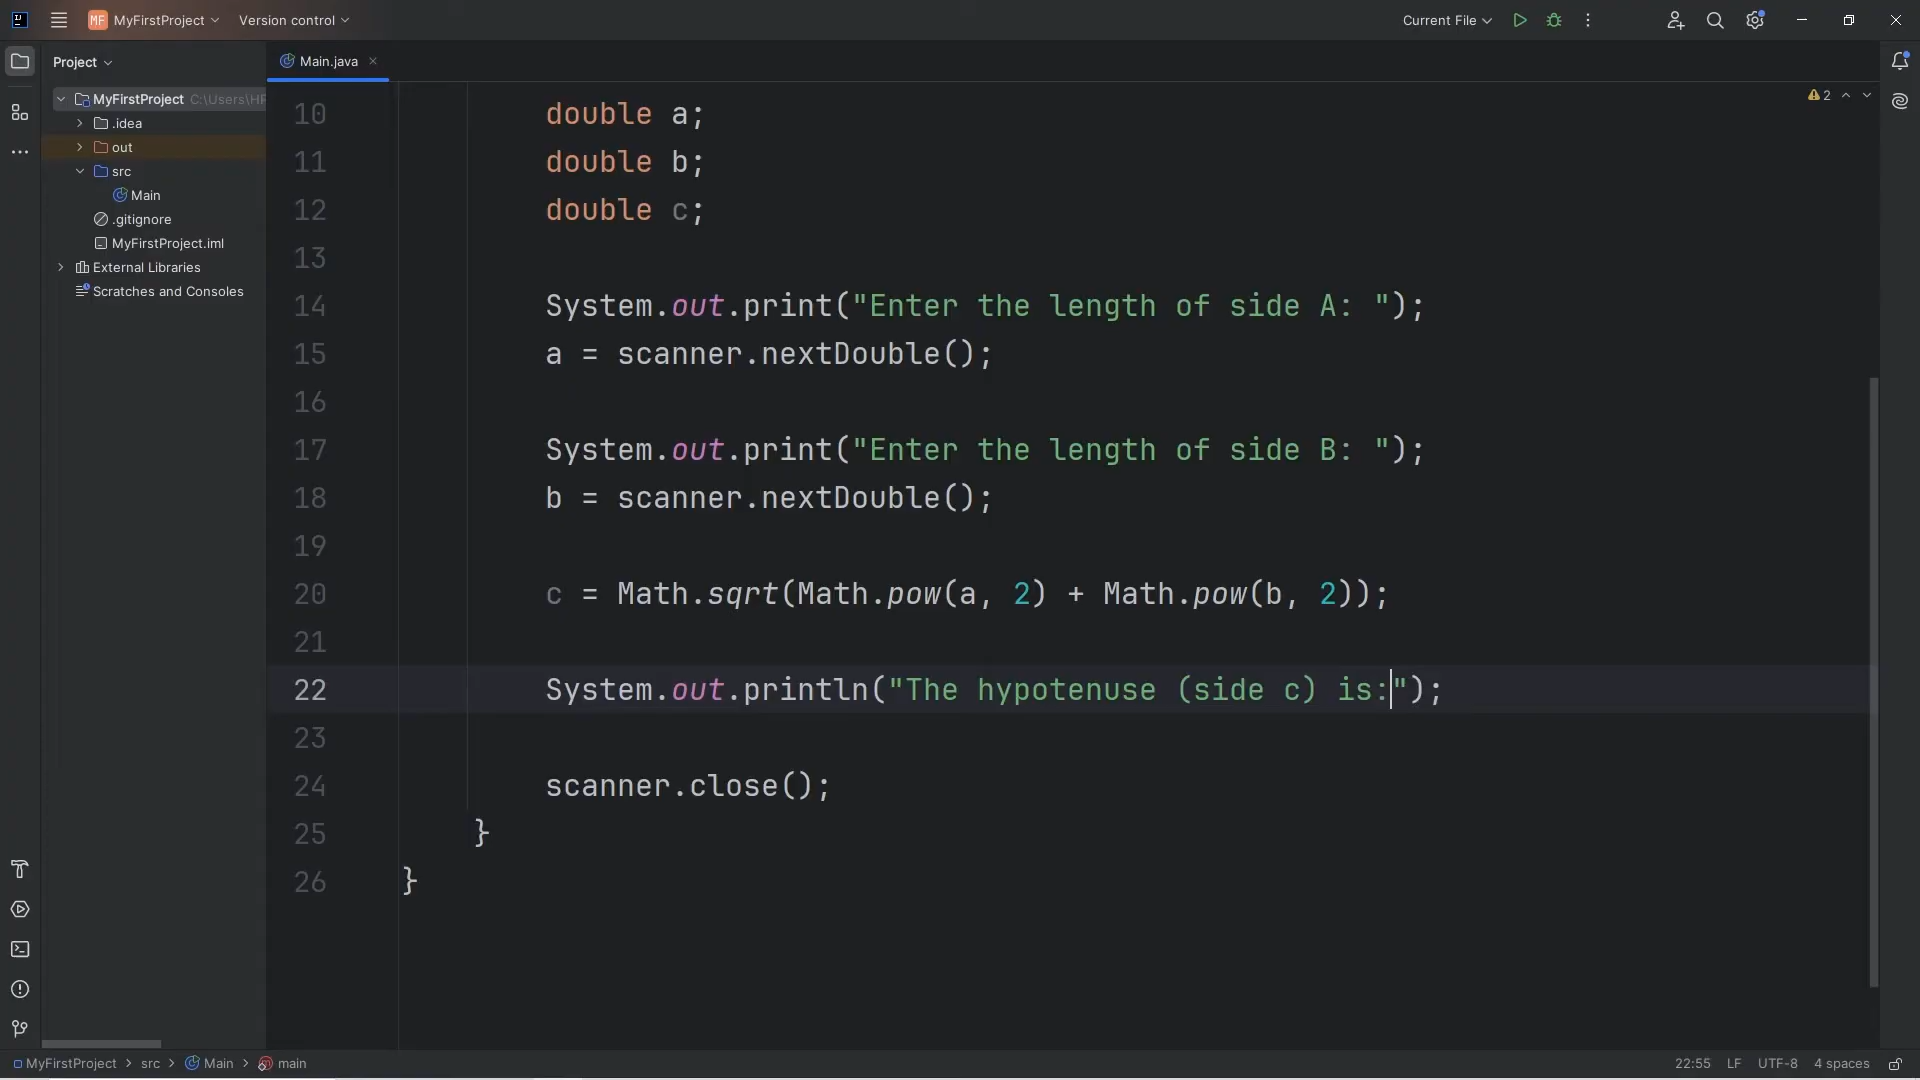 MF MyFirstProject Version control Current File
Project Main.java
MyFirstProject C:\Users\HP
.idea
out
src
Main
.gitignore
MyFirstProject.iml
External Libraries
Scratches and Consoles
2
10 double a;
11 double b;
12 double c;
13
14 System.out.print("Enter the length of side A: ");
15 a = scanner.nextDouble();
16
17 System.out.print("Enter the length of side B: ");
18 b = scanner.nextDouble();
19
20 c = Math.sqrt(Math.pow(a, 2) + Math.pow(b, 2));
21
22 System.out.println("The hypotenuse (side c) is:");
23
24 scanner.close();
25 }
26 }
MyFirstProject > src > Main > main 22:55 LF UTF-8 4 spaces